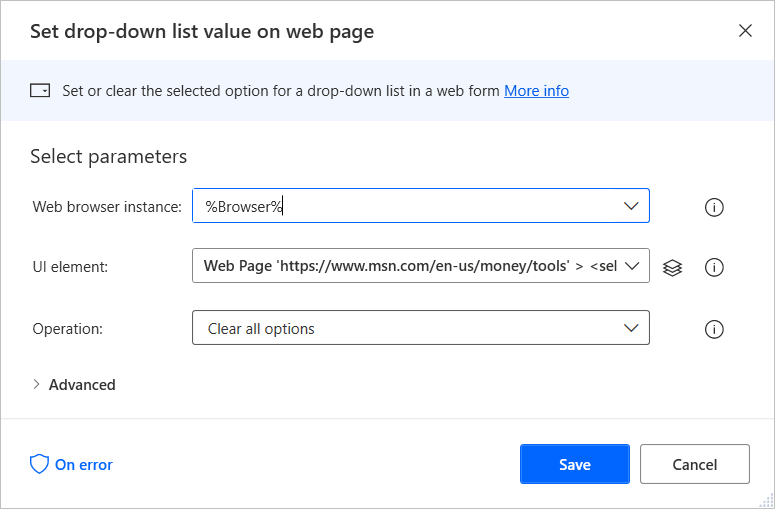 Set drop-down list value on web page
Set or clear the selected option for a drop-down list in a web form More info
Select parameters
Web browser instance: %Browser%
UI element: Web Page 'https://www.msn.com/en-us/money/tools' > <sel
Operation: Clear all options
Advanced
On error Save Cancel